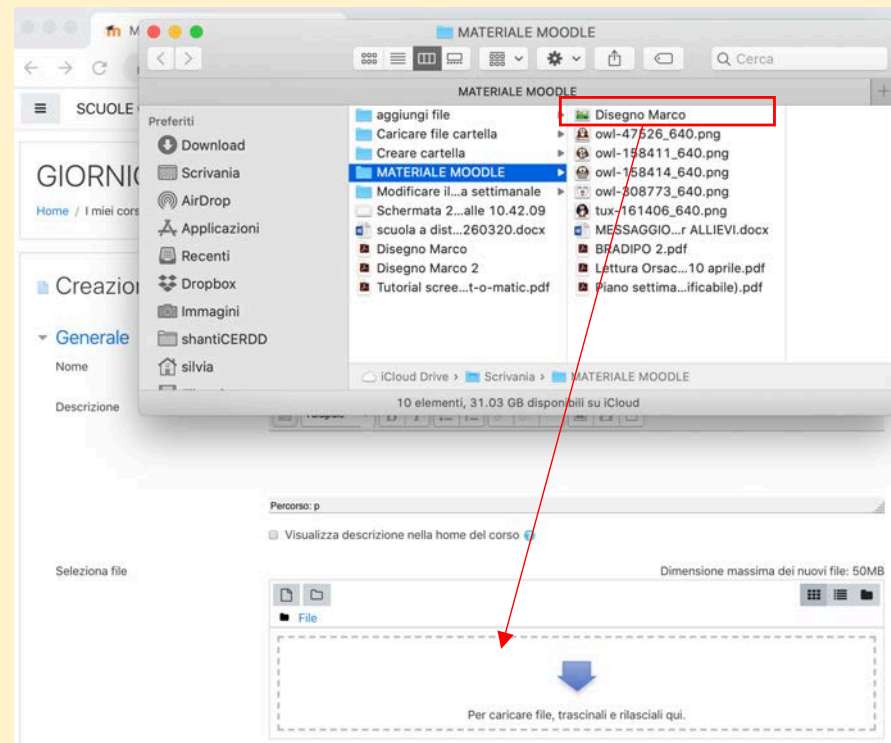 M
MATERIALE MOODLE
Cerca
MATERIALE MOODLE
SCUOLE
GIORNI
Home / I miei cors
Creazion
Generale
Nome
Descrizione
Preferiti
Download
Scrivania
AirDrop
Applicazioni
Recenti
Dropbox
Immagini
shantiCERDD
silvia
aggiungi file
Caricare file cartella
Creare cartella
MATERIALE MOODLE
Modificare il...a settimanale
Schermata 2...alle 10.42.09
scuola a dist...260320.docx
Disegno Marco
Disegno Marco 2
Tutorial scree...t-o-matic.pdf
Disegno Marco
owl-47526_640.png
owl-158411_640.png
owl-158414_640.png
owl-308773_640.png
tux-161406_640.png
MESSAGGIO...r ALLIEVI.docx
BRADIPO 2.pdf
Lettura Orsac...10 aprile.pdf
Piano settima...ificabile).pdf
iCloud Drive › Scrivania › MATERIALE MOODLE
10 elementi, 31.03 GB disponibili su iCloud
Percorso: p
Visualizza descrizione nella home del corso
Seleziona file
Dimensione massima dei nuovi file: 50MB
File
Per caricare file, trascinali e rilasciali qui.